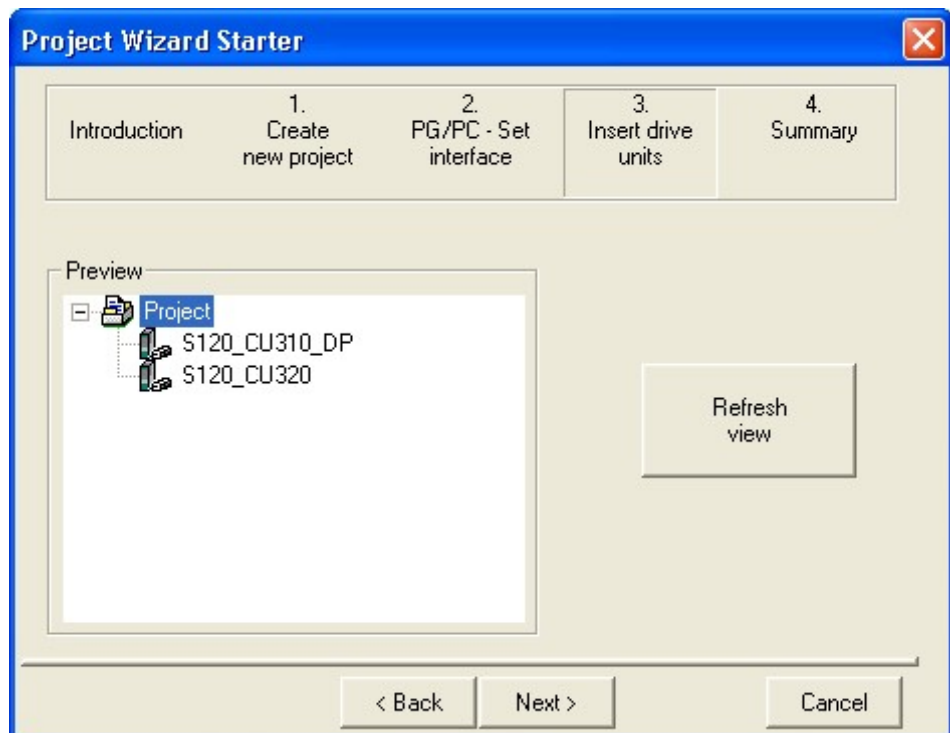 Project Wizard Starter
Introduction
1.
Create
new project
2.
PG/PC - Set
interface
3.
Insert drive
units
4.
Summary
Preview
Project
S120_CU310_DP
S120_CU320
Refresh
view
< Back
Next >
Cancel